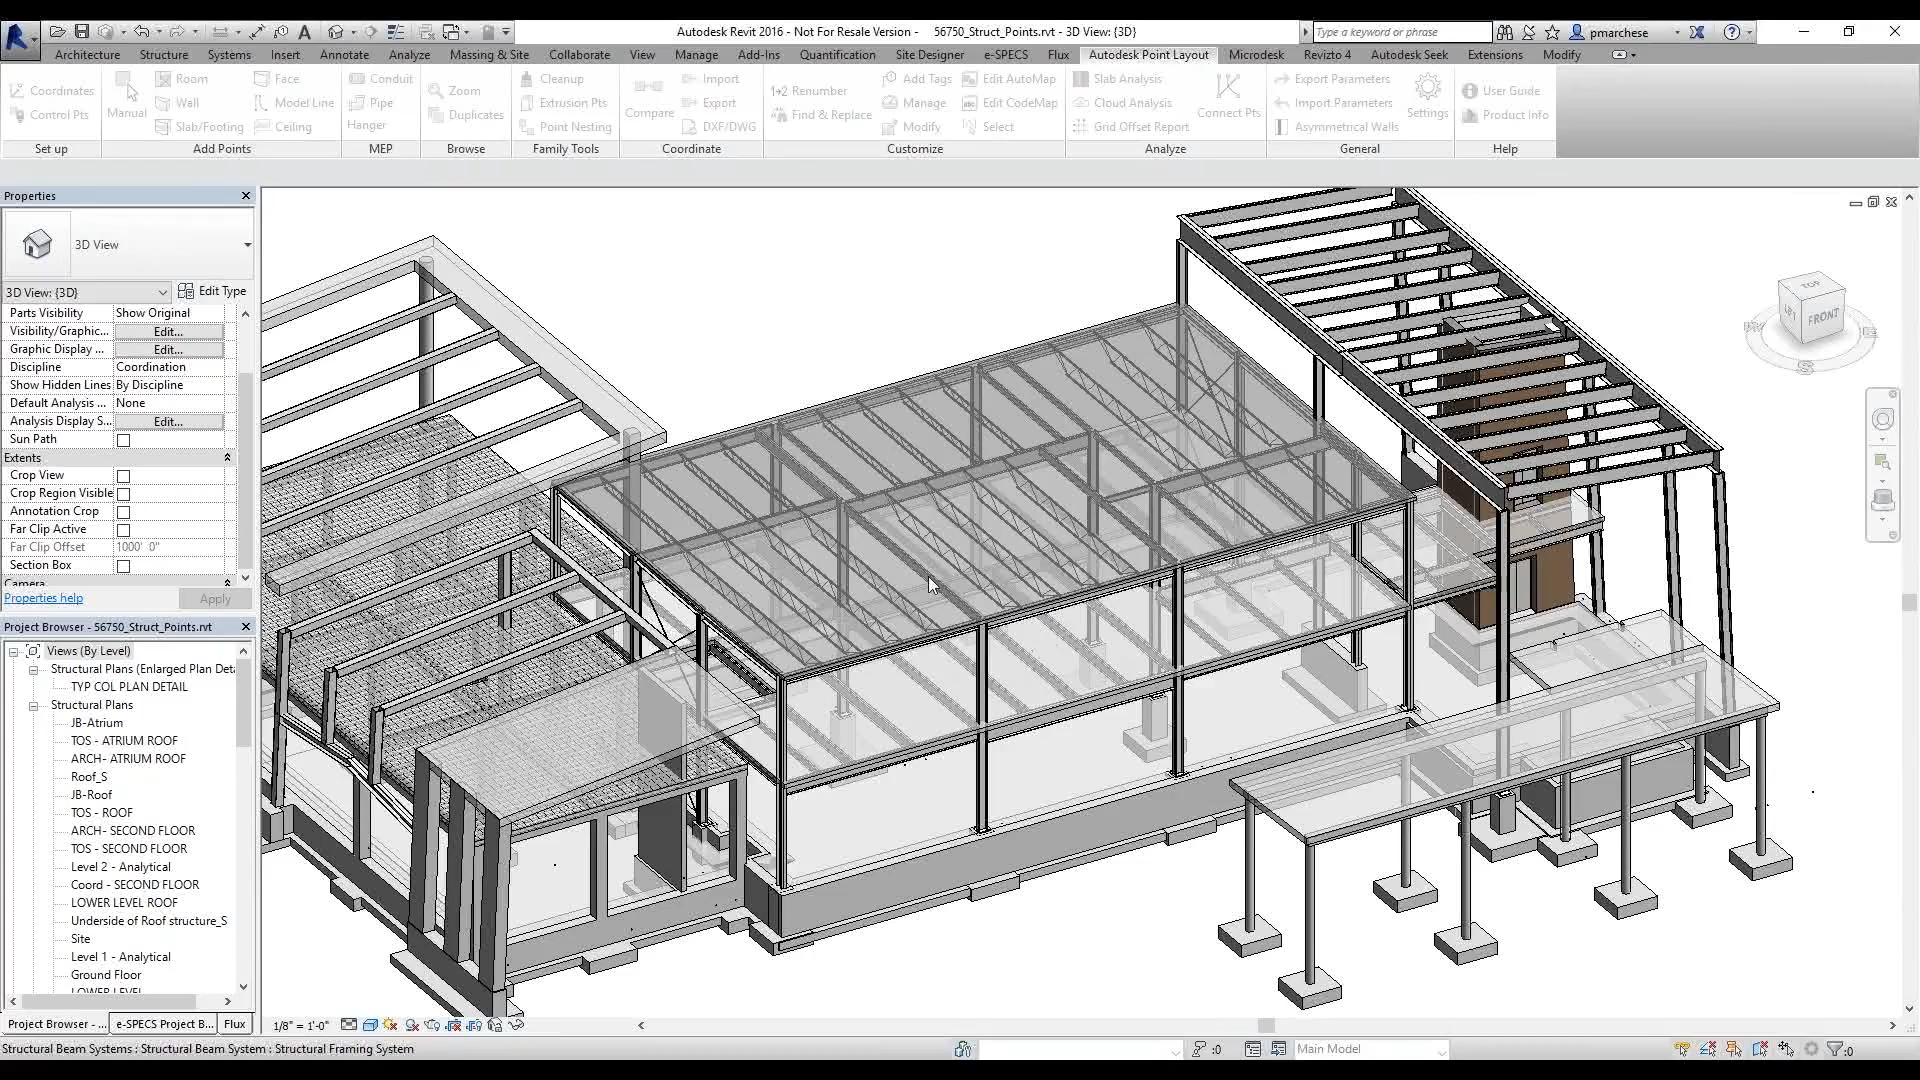 Autodesk Revit 2016 - Not For Resale Version -     56750_Struct_Points.rvt - 3D View: {3D}
Type a keyword or phrase
pmarchese
Architecture Structure Systems Insert Annotate Analyze Massing & Site Collaborate View Manage Add-Ins Quantification Site Designer e-SPECS Flux Autodesk Point Layout Microdesk Revizto 4 Autodesk Seek Extensions Modify
Coordinates
Control Pts
Set up
Manual
Room
Wall
Slab/Footing
Face
Model Line
Ceiling
Add Points
Conduit
Pipe
Hanger
MEP
Zoom
Duplicates
Browse
Cleanup
Extrusion Pts
Point Nesting
Family Tools
Compare
Import
Export
DXF/DWG
Coordinate
Renumber
Find & Replace
Add Tags
Manage
Modify
Edit AutoMap
Edit CodeMap
Select
Customize
Slab Analysis
Cloud Analysis
Grid Offset Report
Connect Pts
Analyze
Export Parameters
Import Parameters
Asymmetrical Walls
Settings
General
User Guide
Product Info
Help
Properties
3D View
3D View: {3D}
Edit Type
Parts Visibility Show Original
Visibility/Graphic... Edit...
Graphic Display ... Edit...
Discipline Coordination
Show Hidden Lines By Discipline
Default Analysis ... None
Analysis Display S... Edit...
Sun Path
Extents
Crop View
Crop Region Visible
Annotation Crop
Far Clip Active
Far Clip Offset 1000' 0"
Section Box
Camera
Properties help
Apply
Project Browser - 56750_Struct_Points.rvt
Views (By Level)
Structural Plans (Enlarged Plan Deta
TYP COL PLAN DETAIL
Structural Plans
JB-Atrium
TOS - ATRIUM ROOF
ARCH- ATRIUM ROOF
Roof_S
JB-Roof
TOS - ROOF
ARCH- SECOND FLOOR
TOS - SECOND FLOOR
Level 2 - Analytical
Coord - SECOND FLOOR
LOWER LEVEL ROOF
Underside of Roof structure_S
Site
Level 1 - Analytical
Ground Floor
LOWER LEVEL
Project Browser - ... e-SPECS Project B... Flux
TOP
FRONT
S
1/8" = 1'-0"
Structural Beam Systems : Structural Beam System : Structural Framing System
:0
Main Model
:0